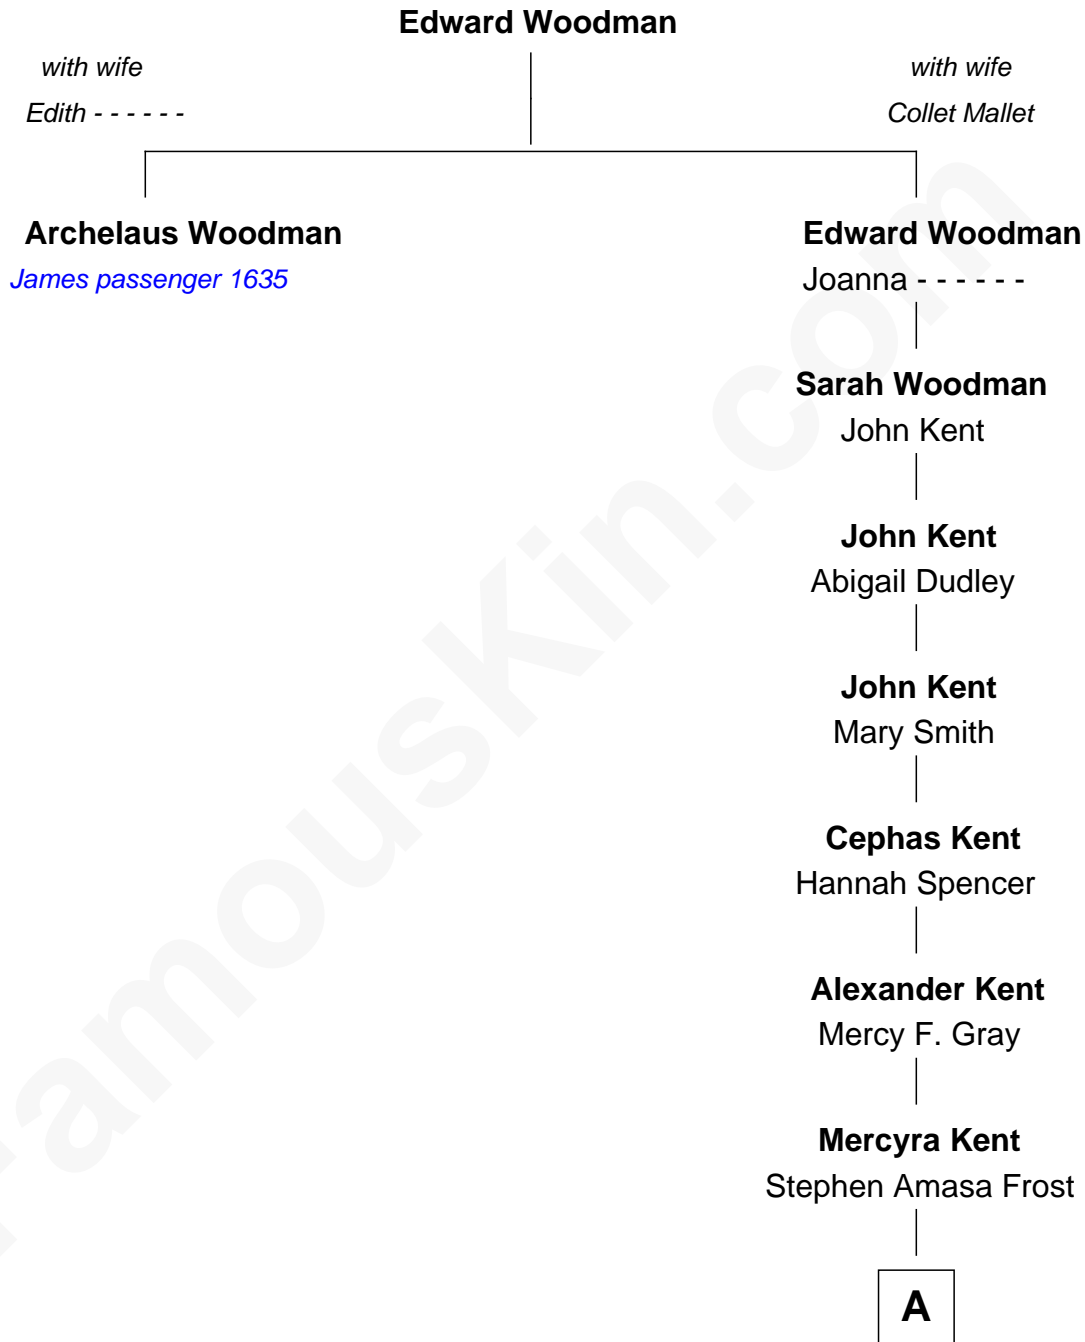 Edward Woodman
with wife
with wife
Edith - - - - - -
Collet Mallet
Archelaus Woodman
Edward Woodman
James passenger 1635
Joanna - - - - - -
Sarah Woodman
John Kent
John Kent
Abigail Dudley
John Kent
Mary Smith
Cephas Kent
Hannah Spencer
Alexander Kent
Mercy F. Gray
Mercyra Kent
Stephen Amasa Frost
A
FamousKin.com